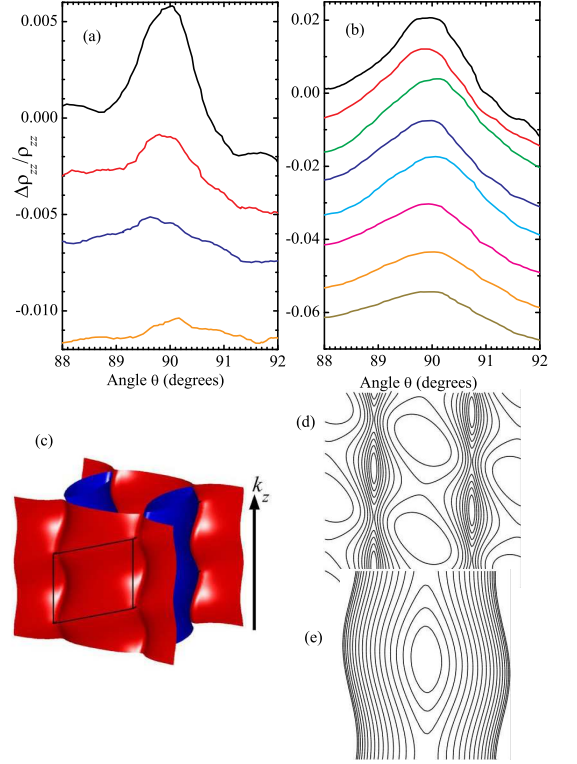 (a)
(b)
0.005
0.000
-0.005
-0.010
Δρzz/ρzz
88 89 90 91 92
Angle θ (degrees)
0.02
0.00
-0.02
-0.04
-0.06
88 89 90 91 92
Angle θ (degrees)
(c)
kz
(d)
(e)